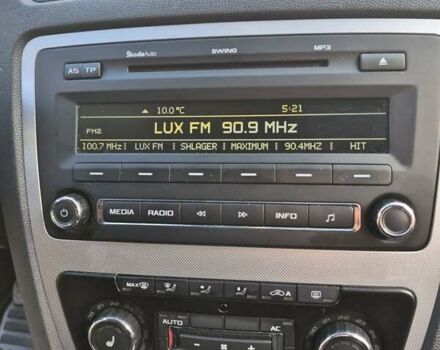 ŠkodaAuto SWING MP3
AS TP
10.0°C 5:21
LUX FM 90.9 MHz
FM2
100.7 MHz LUX FM SHLAGER MAXIMUM 90.4MHZ HIT
MEDIA RADIO INFO
MAX A
AUTO AC